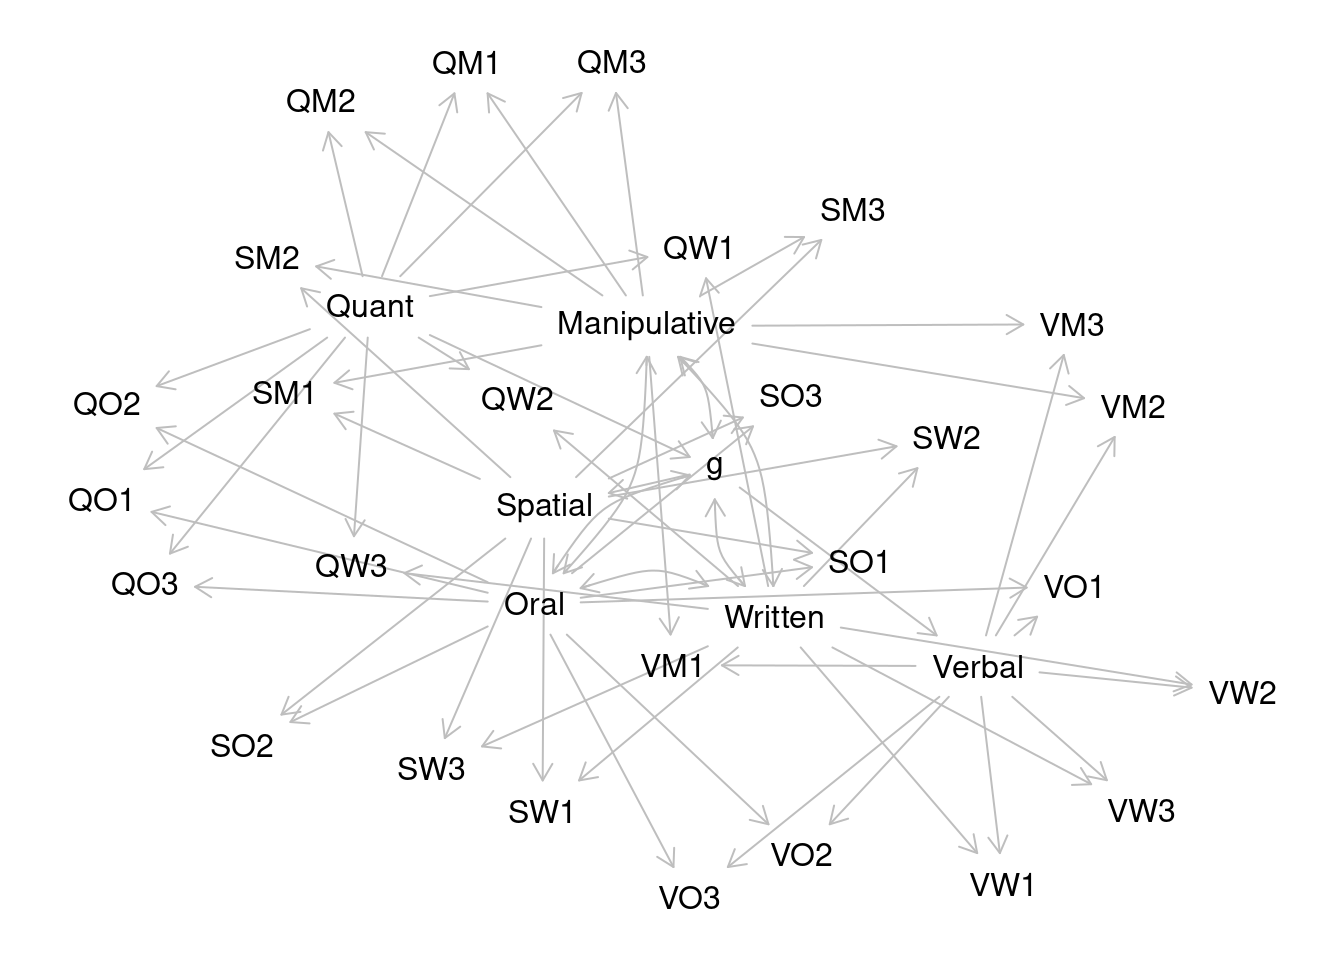 QM1
QM3
QM2
SM3
QW1
SM2
Quant
Manipulative
VM3
SM1
QW2
SO3
QO2
VM2
SW2
g
QO1
Spatial
QW3
SO1
QO3
VO1
Oral
Written
VM1
Verbal
VW2
SO2
SW3
SW1
VW3
VO2
VW1
VO3